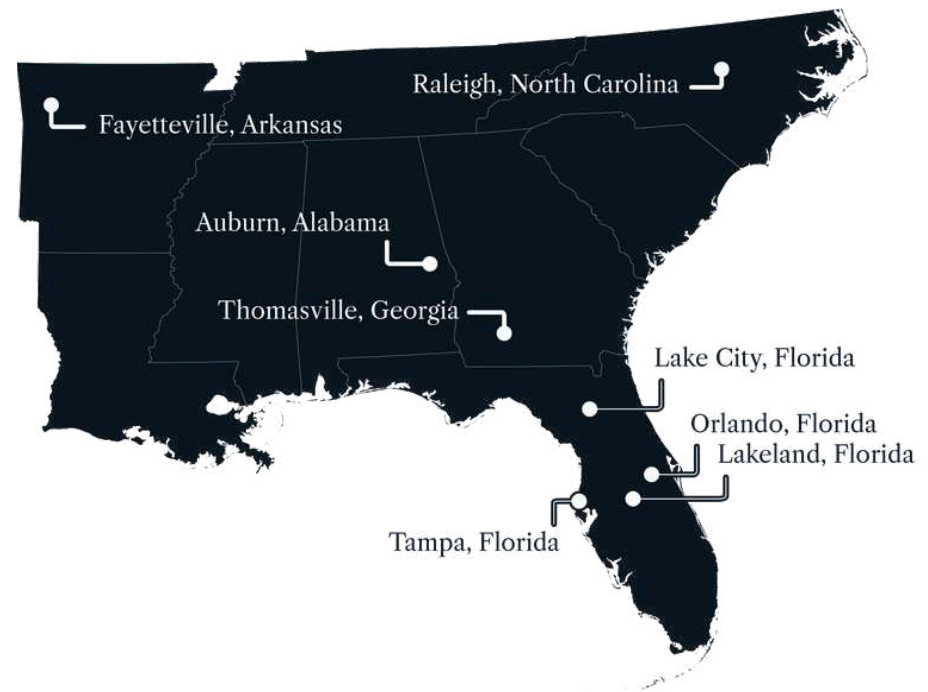 Raleigh, North Carolina
Fayetteville, Arkansas
Auburn, Alabama
Thomasville, Georgia
Lake City, Florida
Orlando, Florida
Lakeland, Florida
Tampa, Florida